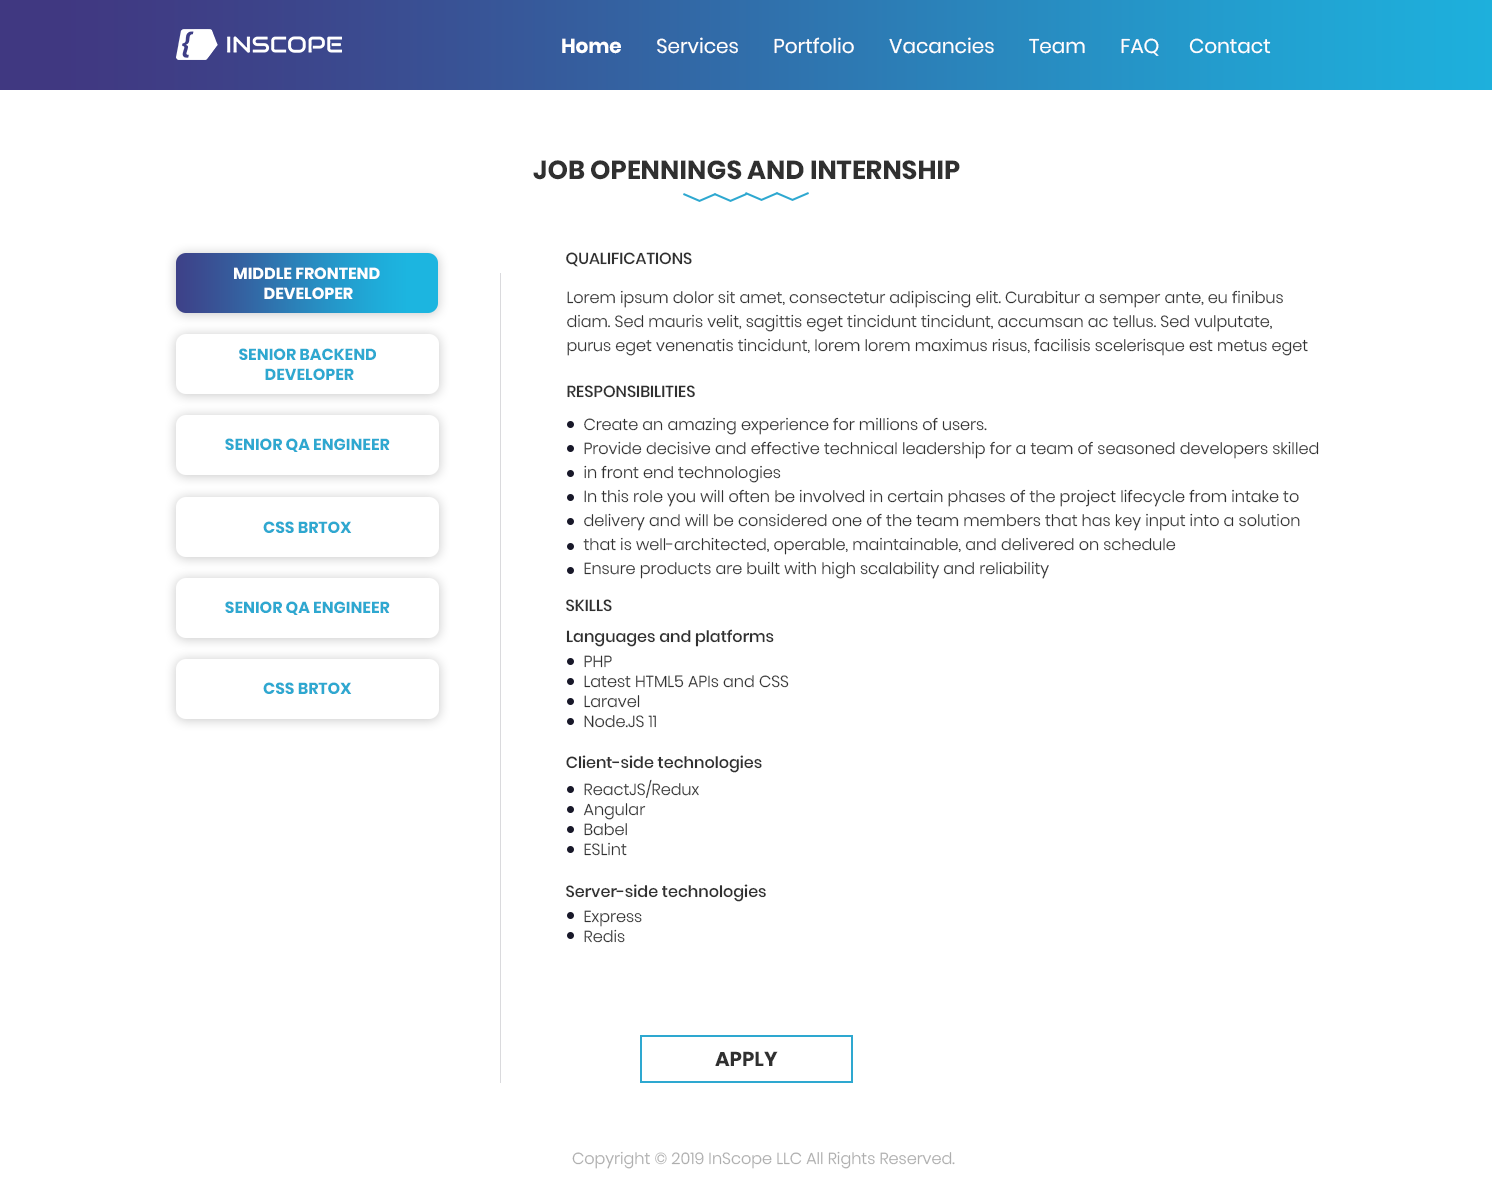 INSCOPE
Home Services Portfolio Vacancies Team FAQ Contact
JOB OPENNINGS AND INTERNSHIP
MIDDLE FRONTEND
DEVELOPER
SENIOR BACKEND
DEVELOPER
SENIOR QA ENGINEER
CSS BRTOX
SENIOR QA ENGINEER
CSS BRTOX
QUALIFICATIONS
Lorem ipsum dolor sit amet, consectetur adipiscing elit. Curabitur a semper ante, eu finibus
diam. Sed mauris velit, sagittis eget tincidunt tincidunt, accumsan ac tellus. Sed vulputate,
purus eget venenatis tincidunt, lorem lorem maximus risus, facilisis scelerisque est metus eget
RESPONSIBILITIES
• Create an amazing experience for millions of users.
• Provide decisive and effective technical leadership for a team of seasoned developers skilled
• in front end technologies
• In this role you will often be involved in certain phases of the project lifecycle from intake to
• delivery and will be considered one of the team members that has key input into a solution
• that is well-architected, operable, maintainable, and delivered on schedule
• Ensure products are built with high scalability and reliability
SKILLS
Languages and platforms
• PHP
• Latest HTML5 APIs and CSS
• Laravel
• Node.JS 11
Client-side technologies
• ReactJS/Redux
• Angular
• Babel
• ESLint
Server-side technologies
• Express
• Redis
APPLY
Copyright © 2019 InScope LLC All Rights Reserved.